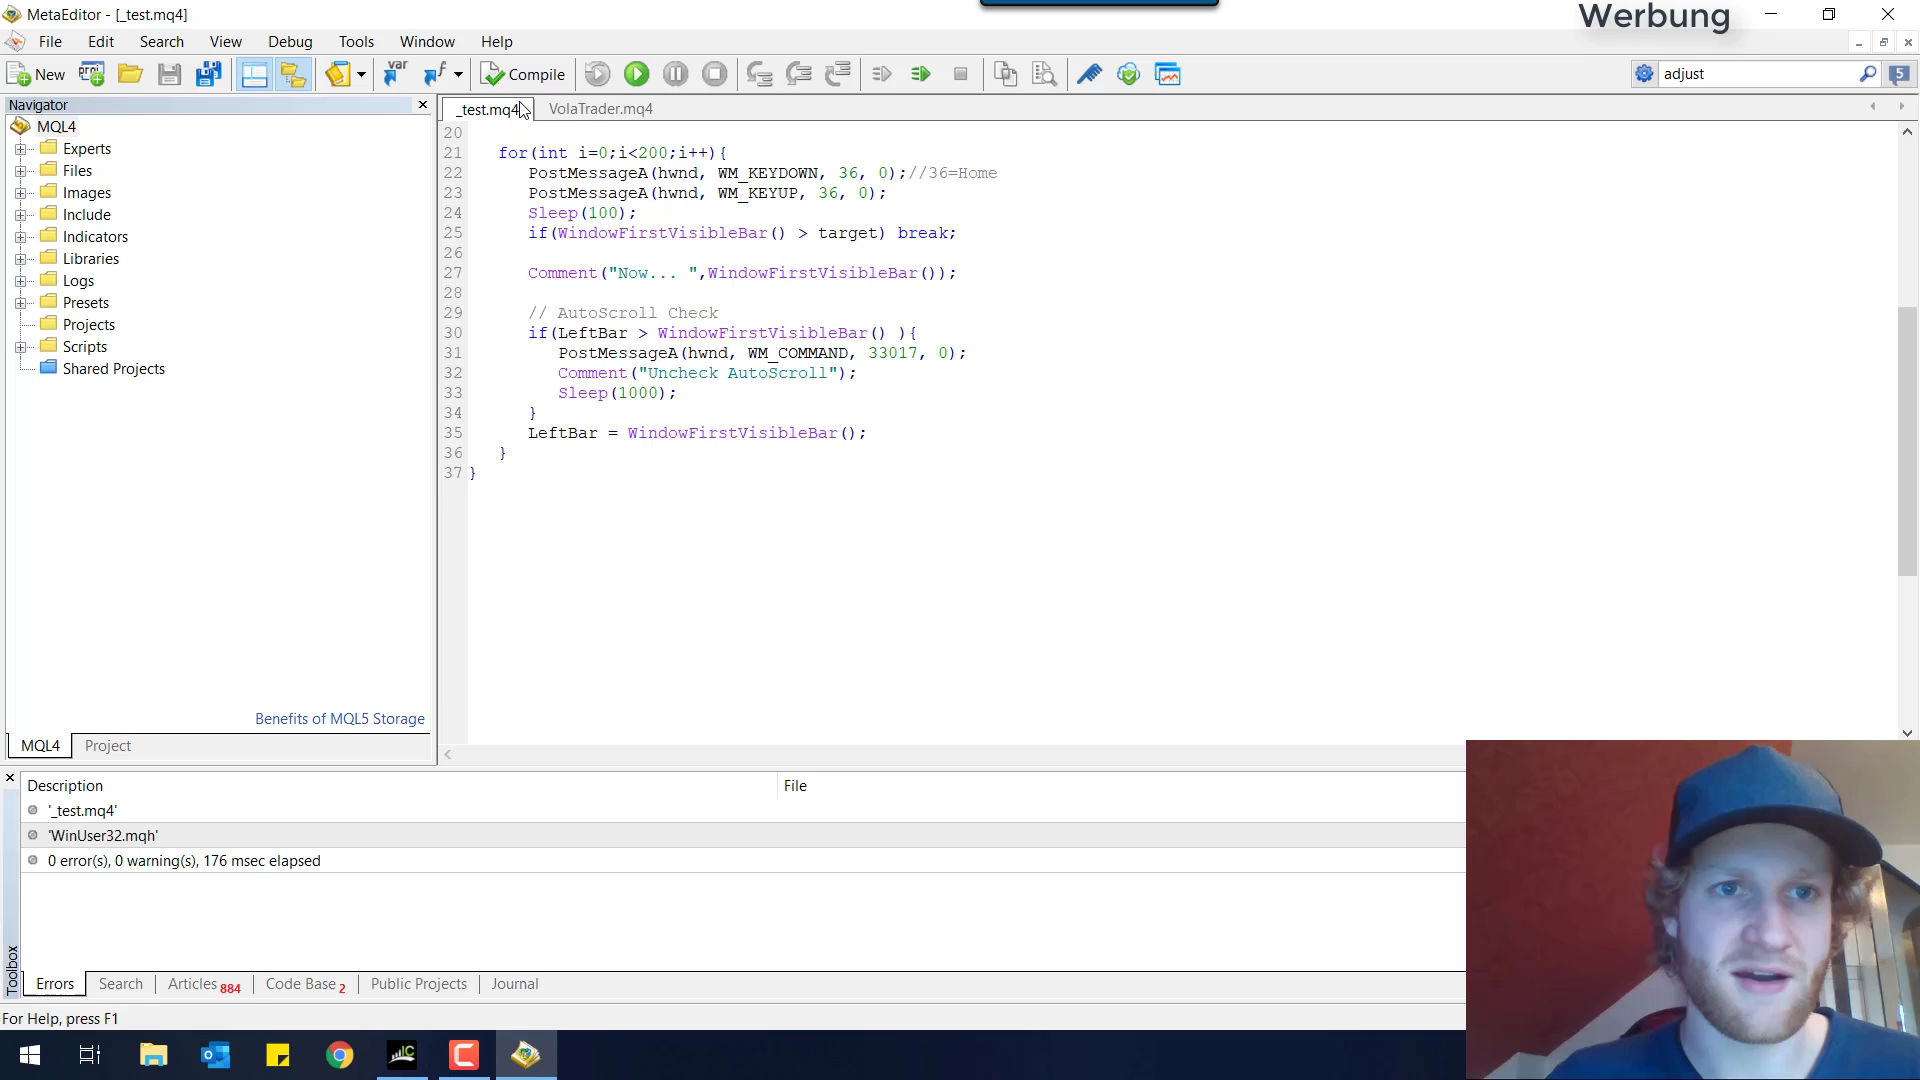 MetaEditor - [_test.mq4]
Werbung
File Edit Search View Debug Tools Window Help
New Compile adjust 5
var
Navigator
_test.mq4 VolaTrader.mq4
MQL4
Experts
Files
Images
Include
Indicators
Libraries
Logs
Presets
Projects
Scripts
Shared Projects
Benefits of MQL5 Storage
MQL4 Project
20
21 for(int i=0;i<200;i++){
22 PostMessageA(hwnd, WM_KEYDOWN, 36, 0);//36=Home
23 PostMessageA(hwnd, WM_KEYUP, 36, 0);
24 Sleep(100);
25 if(WindowFirstVisibleBar() > target) break;
26
27 Comment("Now... ",WindowFirstVisibleBar());
28
29 // AutoScroll Check
30 if(LeftBar > WindowFirstVisibleBar() ){
31 PostMessageA(hwnd, WM_COMMAND, 33017, 0);
32 Comment("Uncheck AutoScroll");
33 Sleep(1000);
34 }
35 LeftBar = WindowFirstVisibleBar();
36 }
37 }
Description File
'_test.mq4'
'WinUser32.mqh'
0 error(s), 0 warning(s), 176 msec elapsed
Toolbox
Errors Search Articles 884 Code Base 2 Public Projects Journal
For Help, press F1
IC